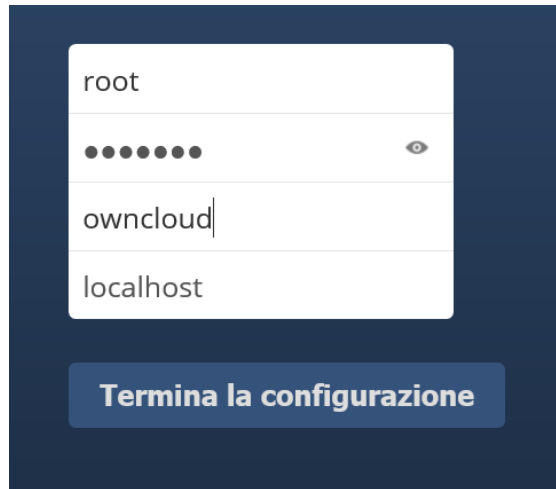 root
●●●●●●●
owncloud
localhost
Termina la configurazione